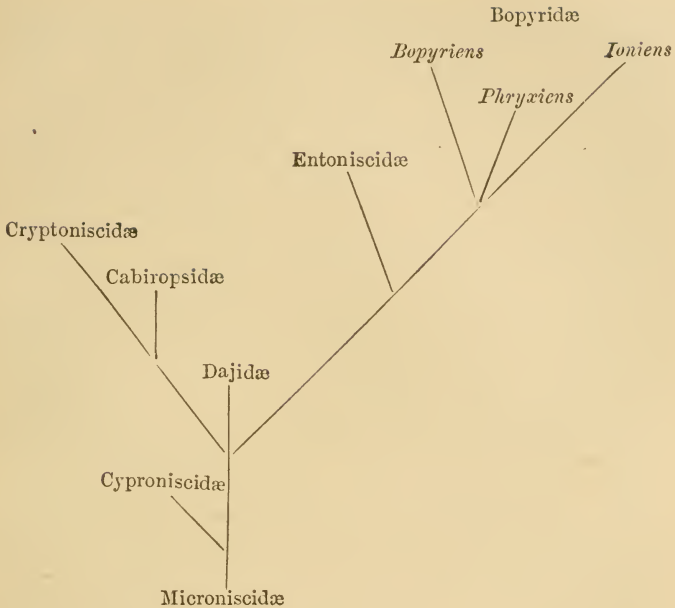 Bopyridæ
Bopyriens
Ioniens
Phryxiens
Entoniscidæ
Cryptoniscidæ
Cabiropsidæ
Dajidæ
Cyproniscidæ
Microniscidæ